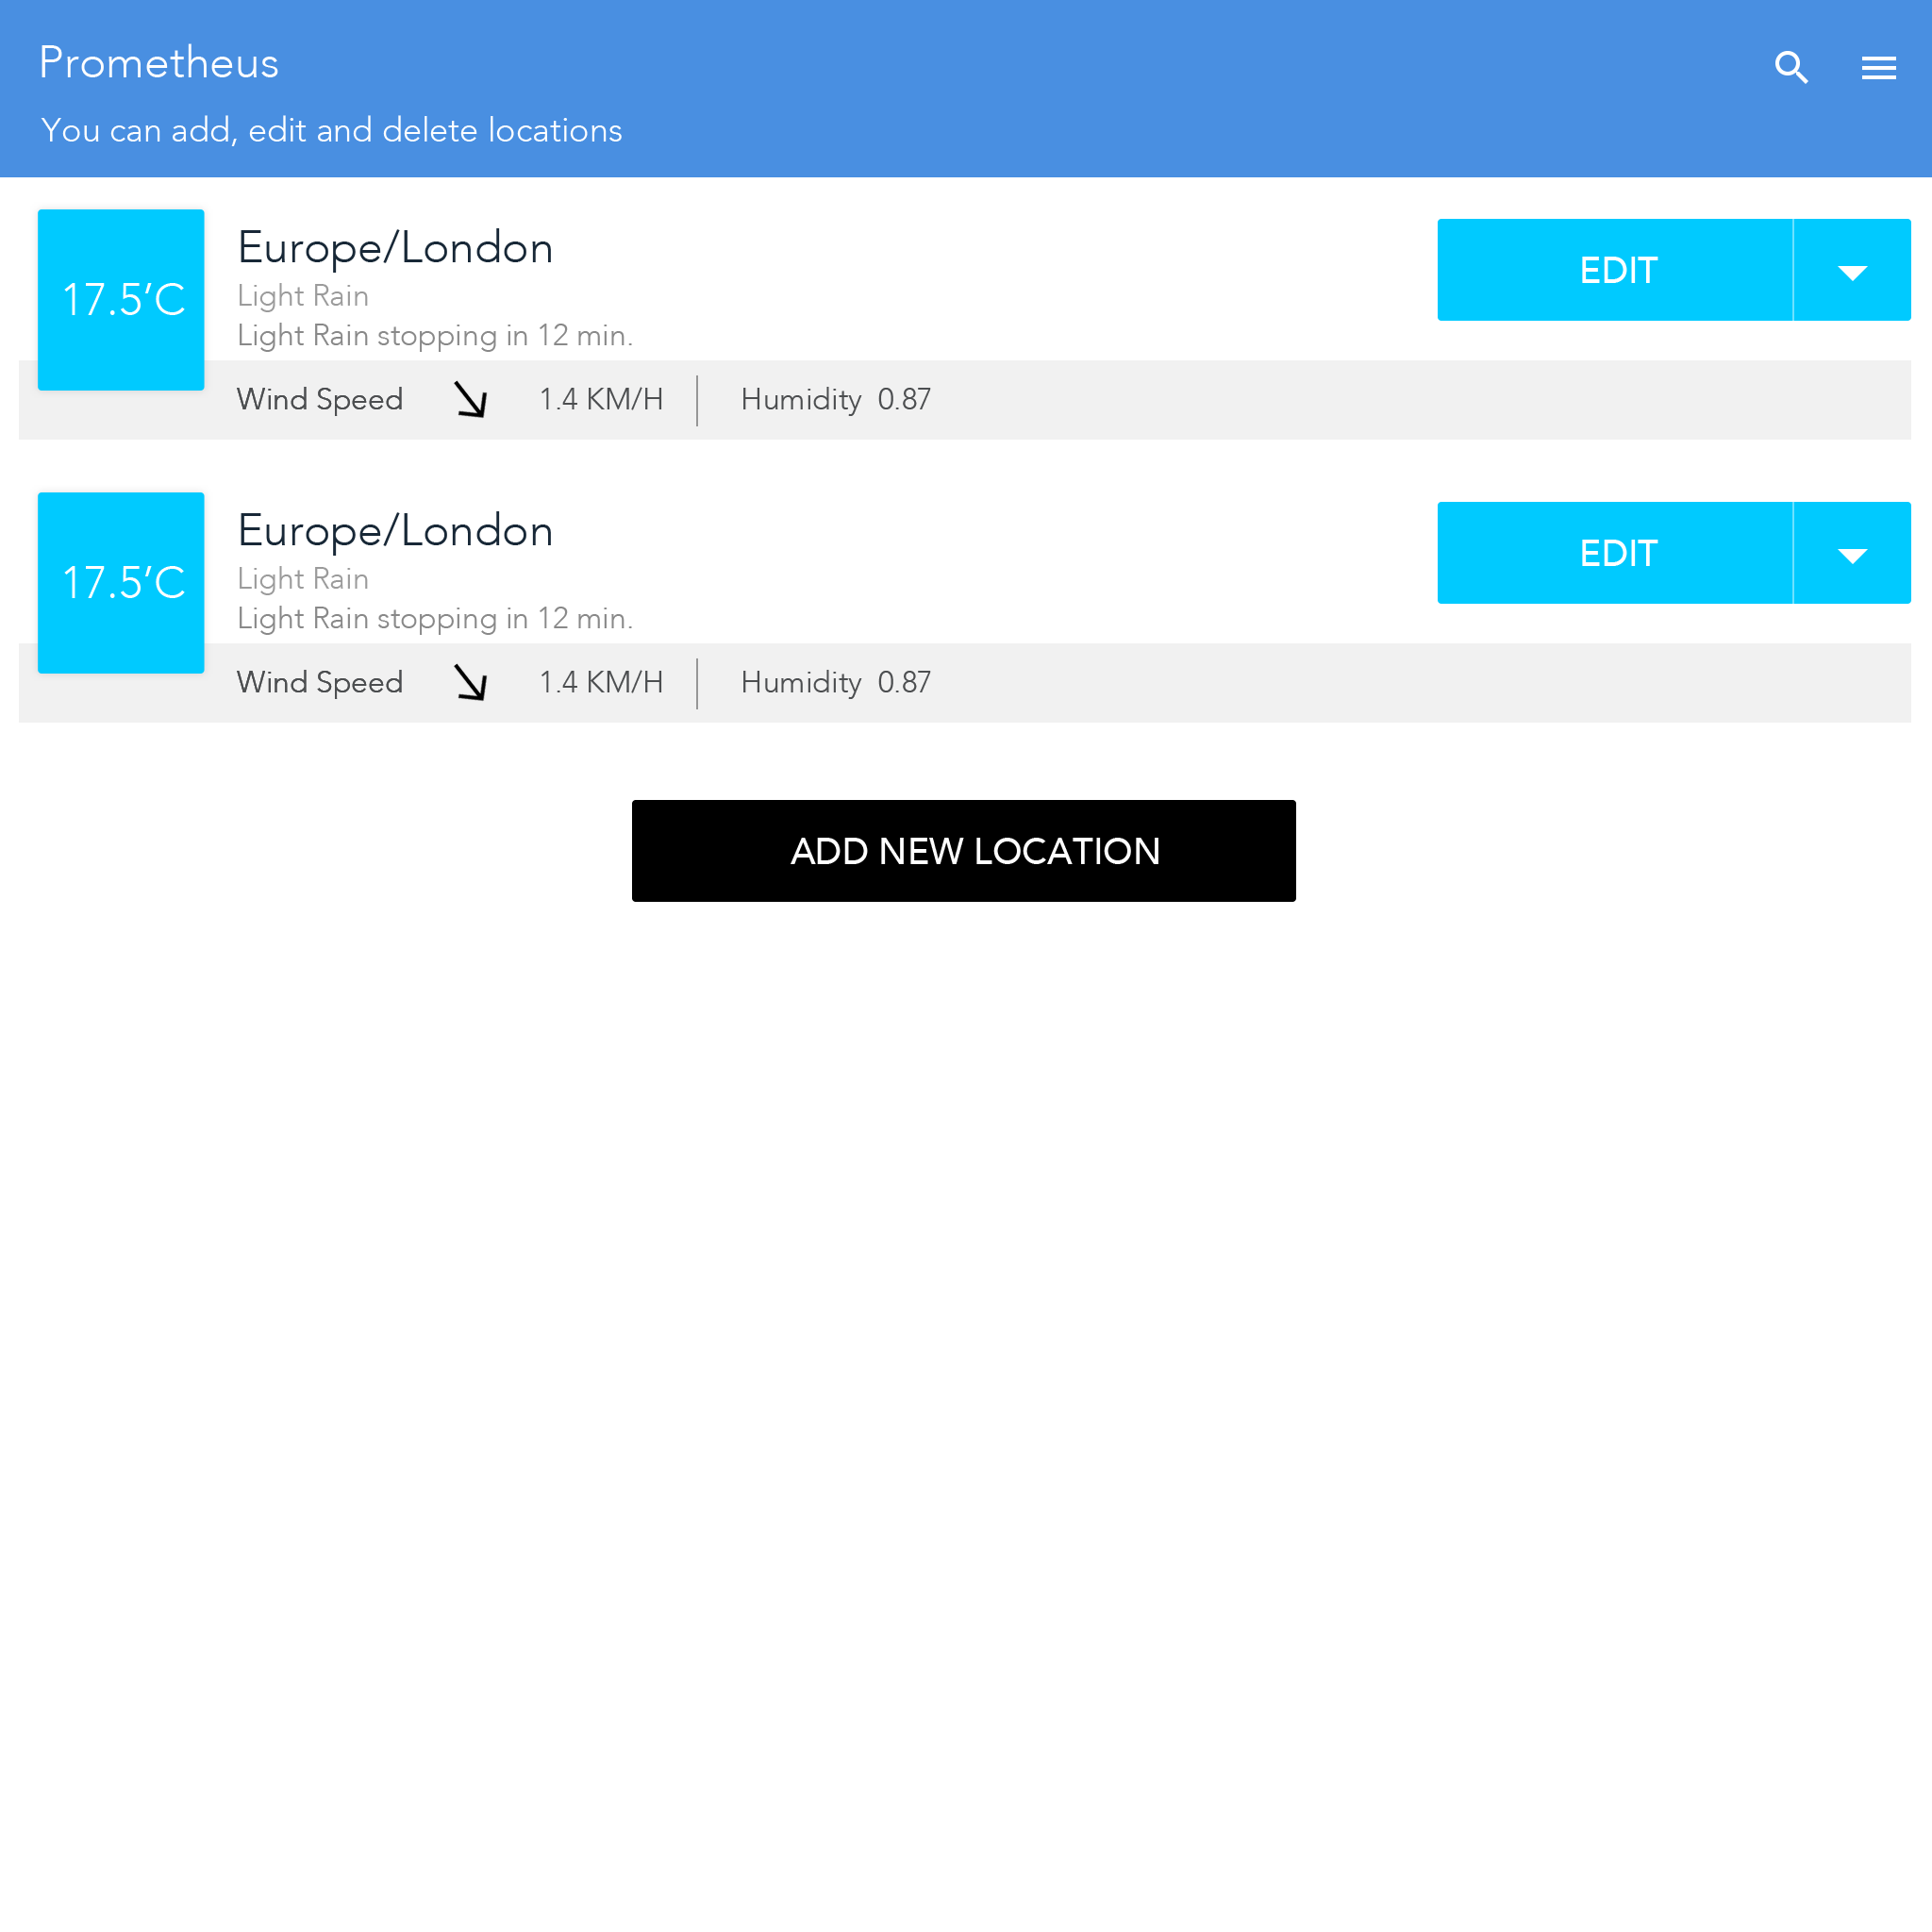 Prometheus
You can add, edit and delete locations
17.5’C
Europe/London
Light Rain
Light Rain stopping in 12 min.
EDIT
Wind Speed 1.4 KM/H Humidity 0.87
17.5’C
Europe/London
Light Rain
Light Rain stopping in 12 min.
EDIT
Wind Speed 1.4 KM/H Humidity 0.87
ADD NEW LOCATION